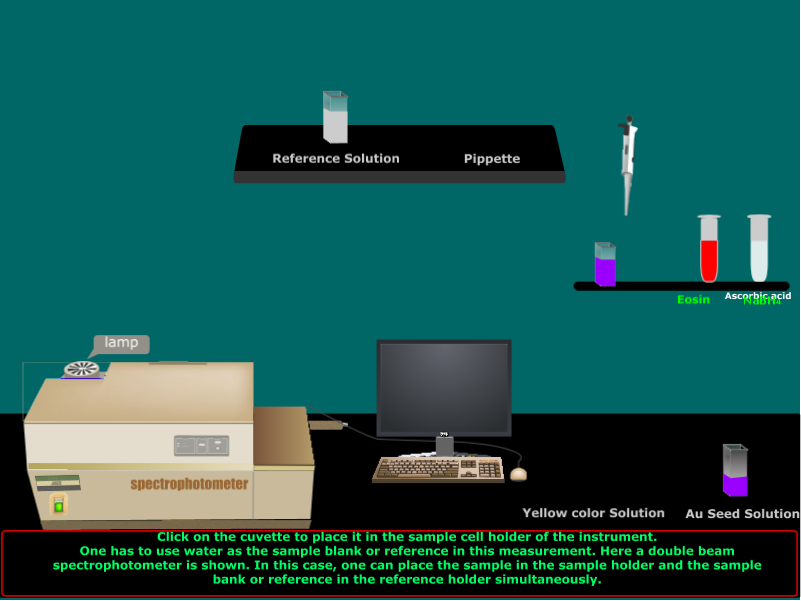 Reference Solution
Pippette
Eosin
Ascorbic acid
NaBH4
lamp
spectrophotometer
Yellow color Solution
Au Seed Solution
Click on the cuvette to place it in the sample cell holder of the instrument.
One has to use water as the sample blank or reference in this measurement. Here a double beam
spectrophotometer is shown. In this case, one can place the sample in the sample holder and the sample
bank or reference in the reference holder simultaneously.